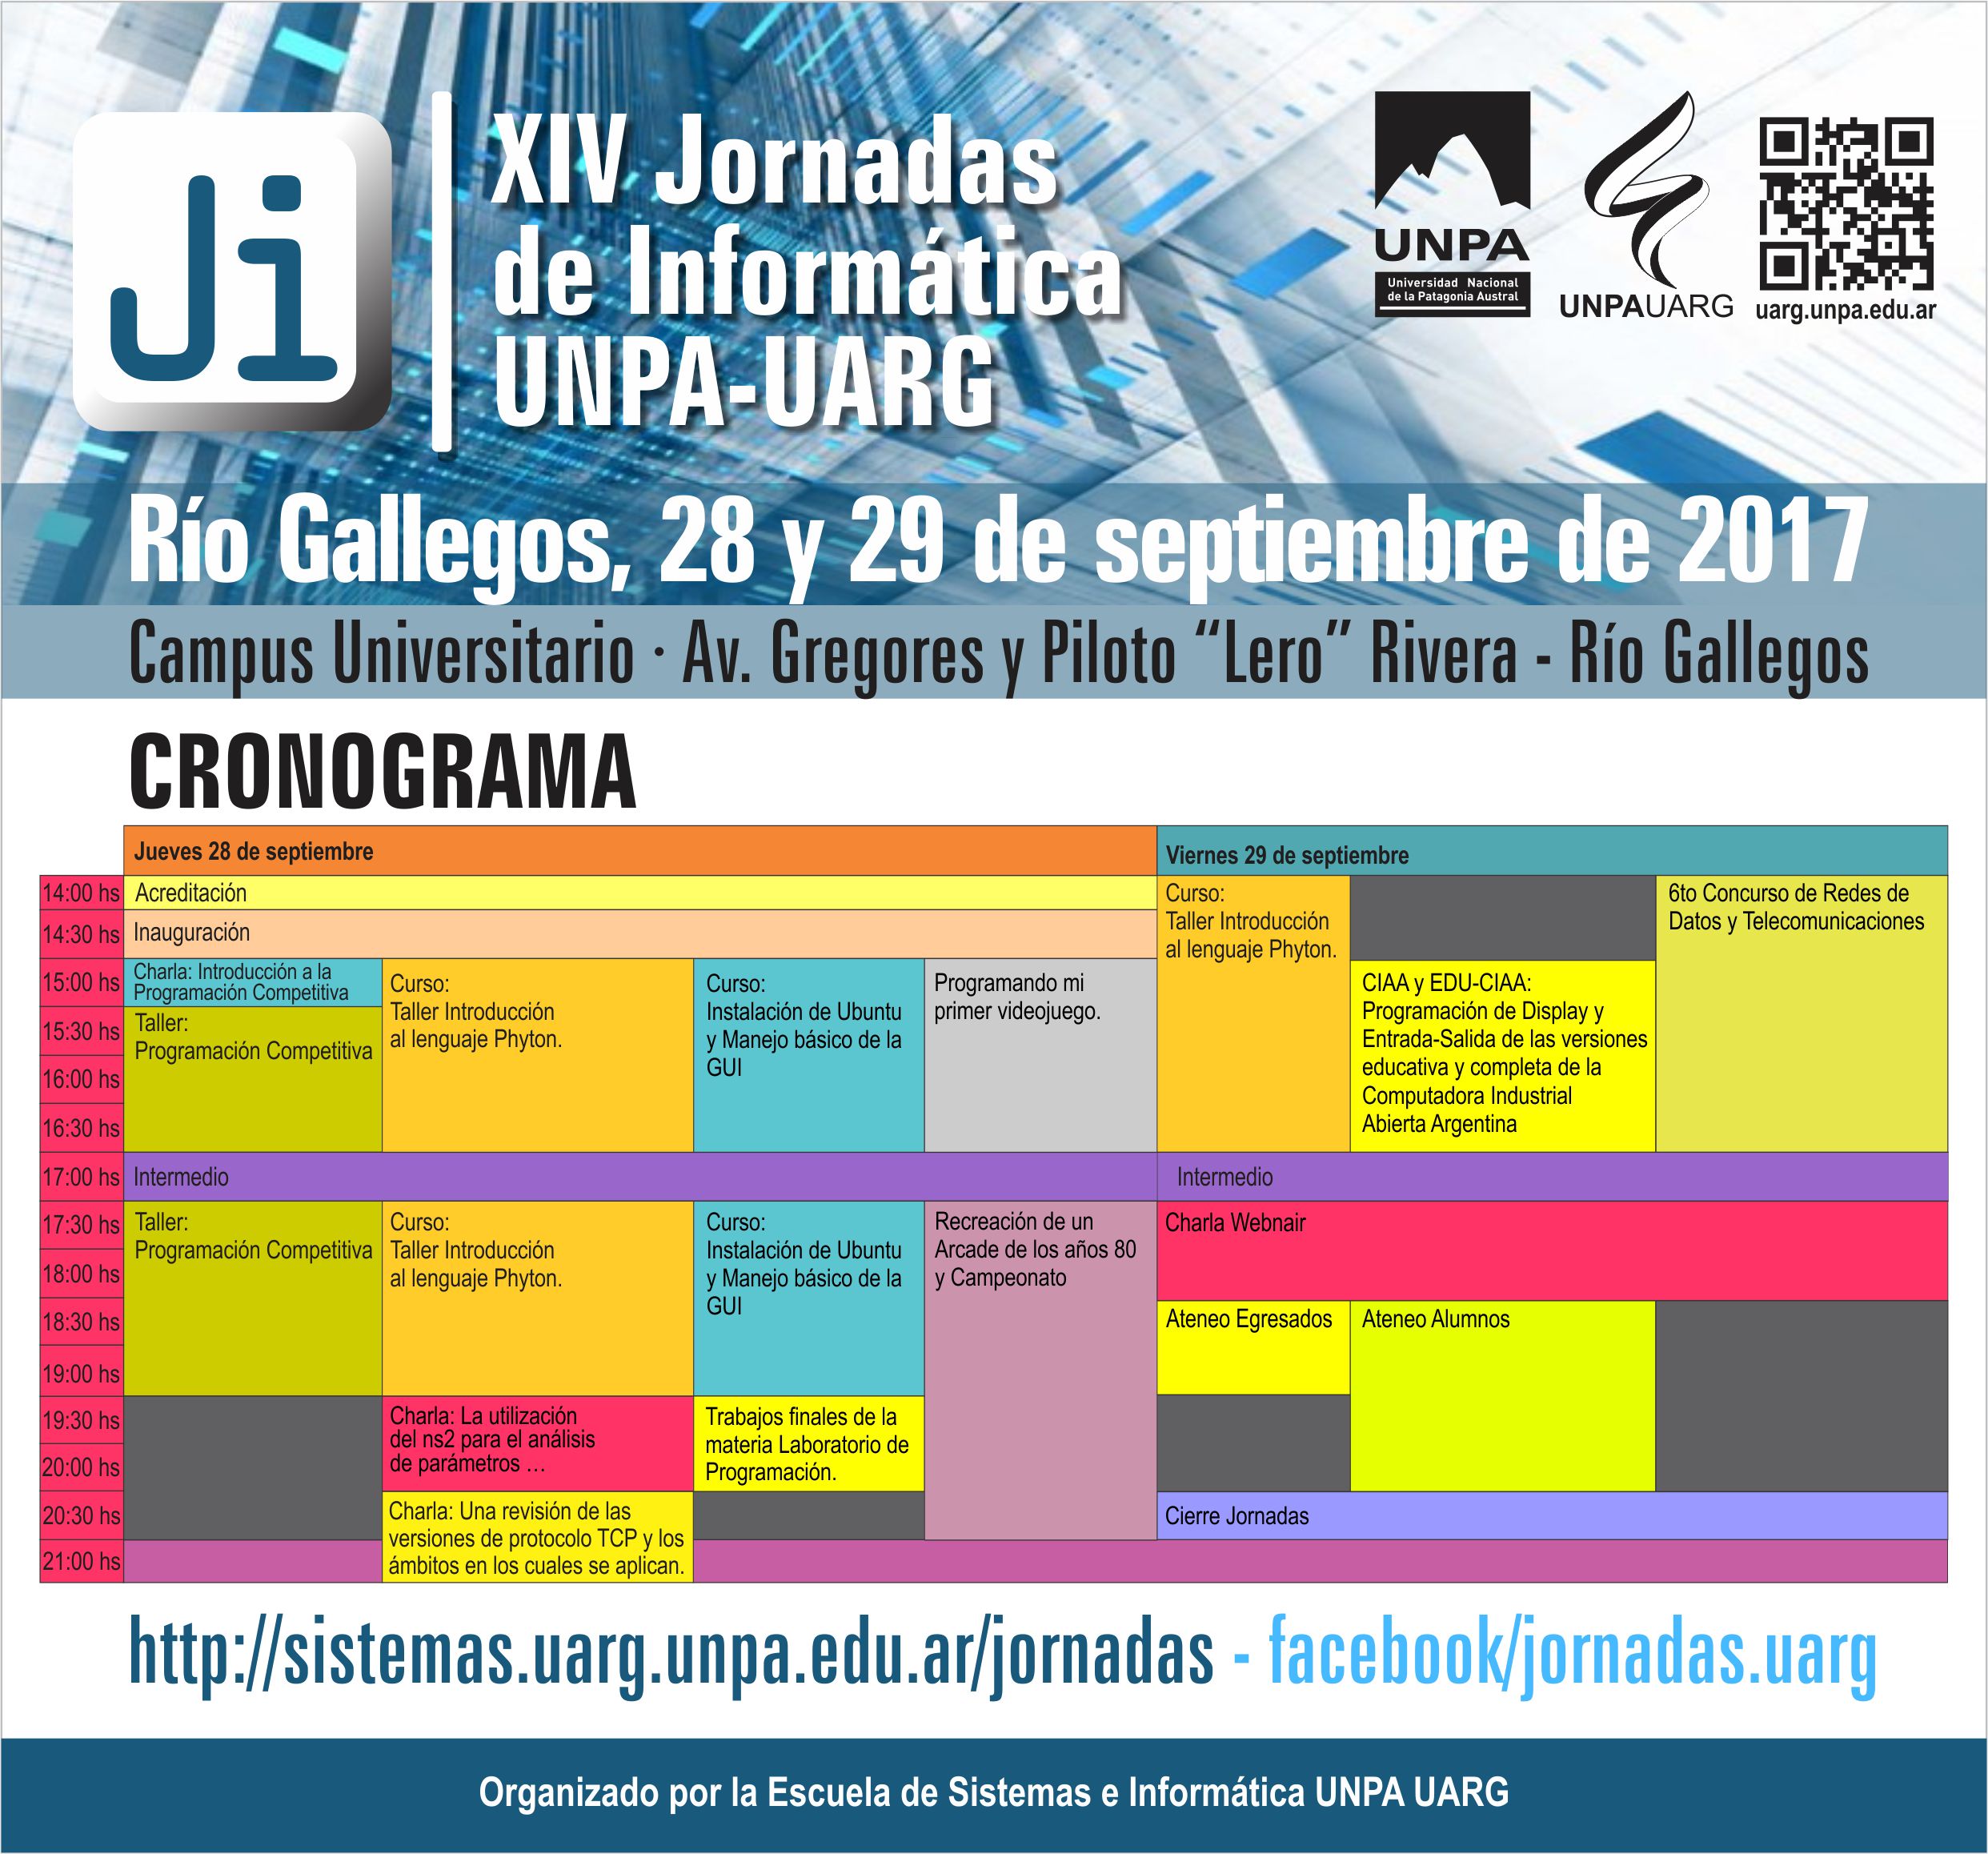 Ji
XIV Jornadas
de Informática
UNPA-UARG
UNPA
Universidad Nacional
de la Patagonia Austral
UNPAUARG
uarg.unpa.edu.ar
Río Gallegos, 28 y 29 de septiembre de 2017
Campus Universitario · Av. Gregores y Piloto “Lero” Rivera - Río Gallegos
CRONOGRAMA
Jueves 28 de septiembre
Viernes 29 de septiembre
14:00 hs
Acreditación
14:30 hs
Inauguración
Curso:
Taller Introducción
al lenguaje Phyton.
6to Concurso de Redes de
Datos y Telecomunicaciones
15:00 hs
15:30 hs
16:00 hs
16:30 hs
Charla: Introducción a la
Programación Competitiva
Taller:
Programación Competitiva
Curso:
Taller Introducción
al lenguaje Phyton.
Curso:
Instalación de Ubuntu
y Manejo básico de la
GUI
Programando mi
primer videojuego.
CIAA y EDU-CIAA:
Programación de Display y
Entrada-Salida de las versiones
educativa y completa de la
Computadora Industrial
Abierta Argentina
17:00 hs
Intermedio
Intermedio
17:30 hs
18:00 hs
18:30 hs
19:00 hs
Taller:
Programación Competitiva
Curso:
Taller Introducción
al lenguaje Phyton.
Curso:
Instalación de Ubuntu
y Manejo básico de la
GUI
Recreación de un
Arcade de los años 80
y Campeonato
Charla Webnair
Ateneo Egresados
Ateneo Alumnos
19:30 hs
20:00 hs
Charla: La utilización
del ns2 para el análisis
de parámetros ...
Trabajos finales de la
materia Laboratorio de
Programación.
20:30 hs
21:00 hs
Charla: Una revisión de las
versiones de protocolo TCP y los
ámbitos en los cuales se aplican.
Cierre Jornadas
http://sistemas.uarg.unpa.edu.ar/jornadas - facebook/jornadas.uarg
Organizado por la Escuela de Sistemas e Informática UNPA UARG